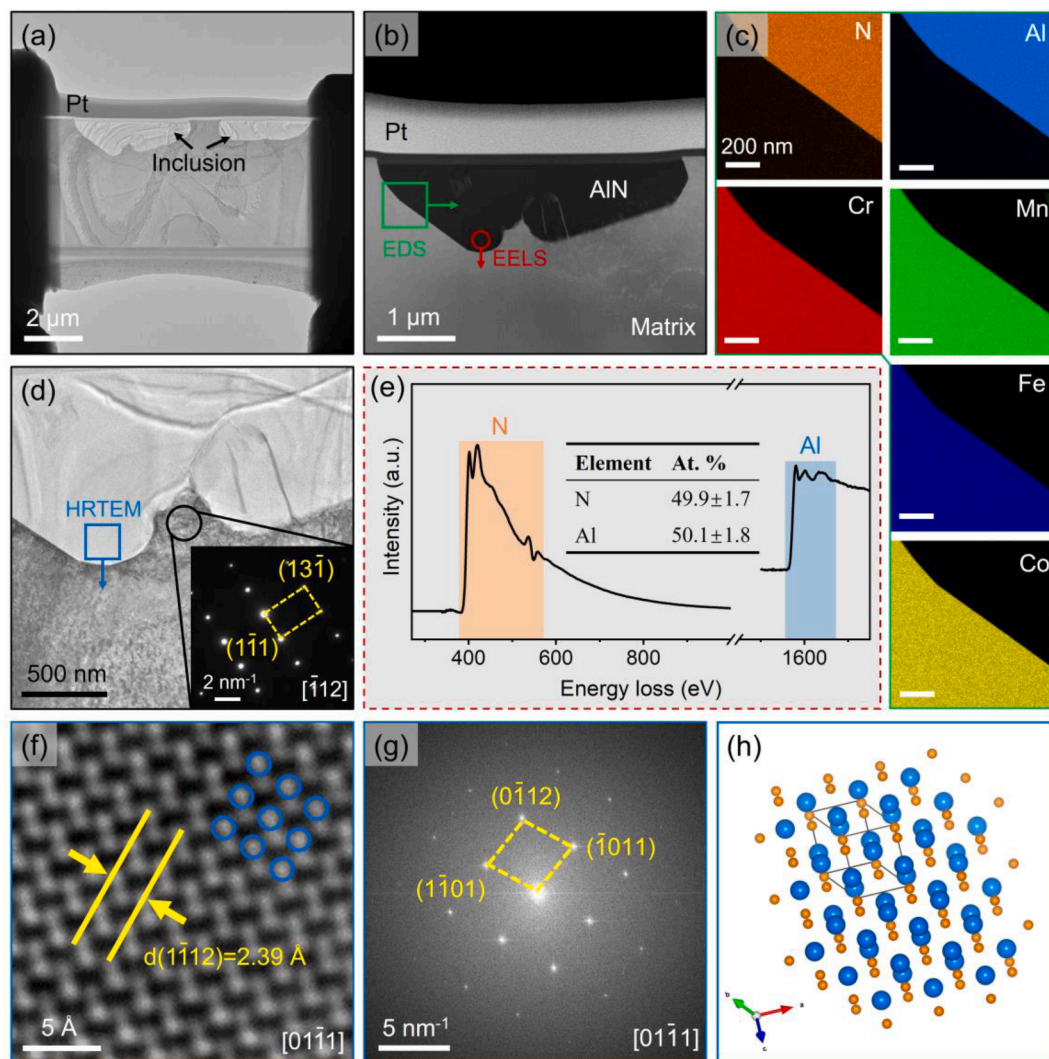 (a)
Pt
Inclusion
2 μm
(b)
Pt
AlN
EDS
EELS
1 μm
Matrix
(c)
N
Al
200 nm
Cr
Mn
Fe
Co
(d)
HRTEM
(131̄)
(11̄1)
2 nm⁻¹
500 nm
[1̄12]
(e)
N
Al
Element At. %
N 49.9±1.7
Al 50.1±1.8
Intensity (a.u.)
400 600 800 1600
Energy loss (eV)
(f)
d(11̄12)=2.39 Å
5 Å
[011̄1]
(g)
(01̄12)
(1̄011)
(11̄01)
5 nm⁻¹
[011̄1]
(h)
b
a
c